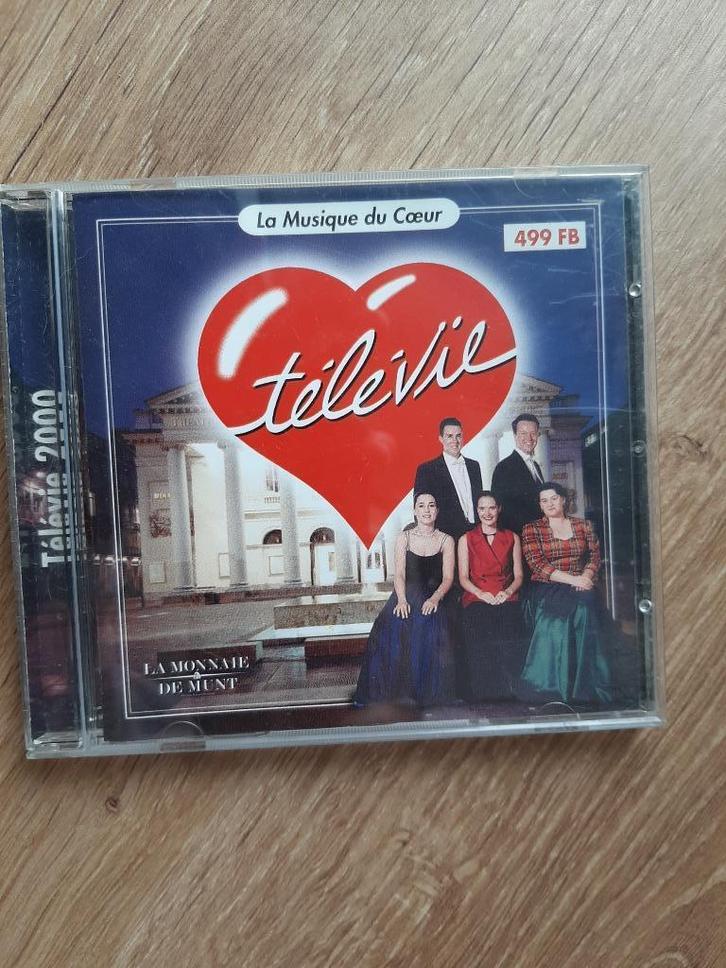 La Musique du Cœur
499 FB
télévie
LA MONNAIE
DE MUNT
Télévie 2000